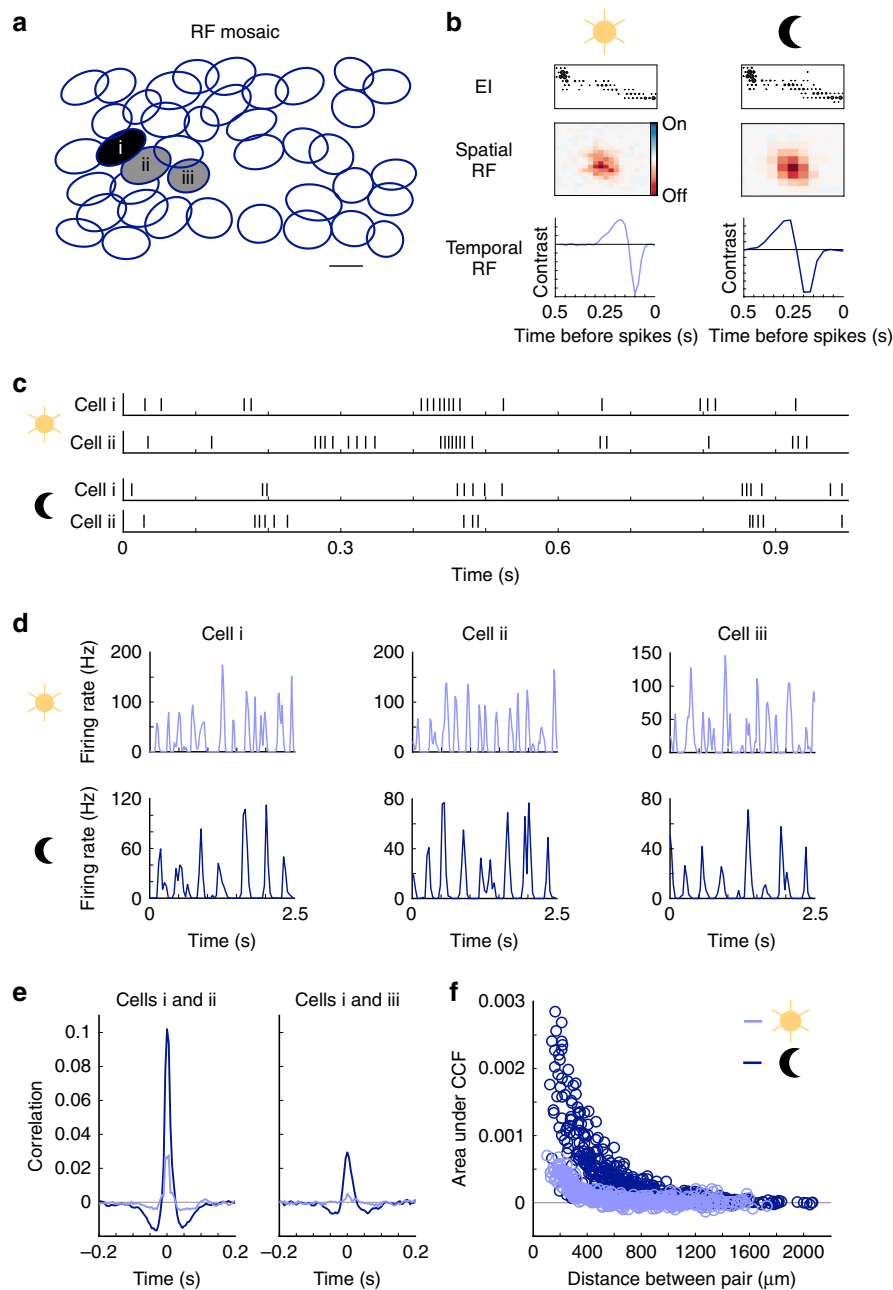 a
RF mosaic
i
ii
iii
b
EI
Spatial RF
On
Off
Temporal RF
Contrast
Contrast
0.5 0.25 0
0.5 0.25 0
Time before spikes (s)
Time before spikes (s)
c
Cell i
Cell ii
Cell i
Cell ii
0 0.3 0.6 0.9
Time (s)
d
Cell i
Cell ii
Cell iii
Firing rate (Hz)
200
100
0
200
100
0
150
100
50
0
Firing rate (Hz)
120
60
0
80
40
0
80
40
0
0 2.5
0 2.5
0 2.5
Time (s)
Time (s)
Time (s)
e
Cells i and ii
Cells i and iii
Correlation
0.1
0.08
0.06
0.04
0.02
0
−0.2 0 0.2
−0.2 0 0.2
Time (s)
Time (s)
f
Area under CCF
0.003
0.002
0.001
0
0 400 800 1200 1600 2000
Distance between pair (μm)